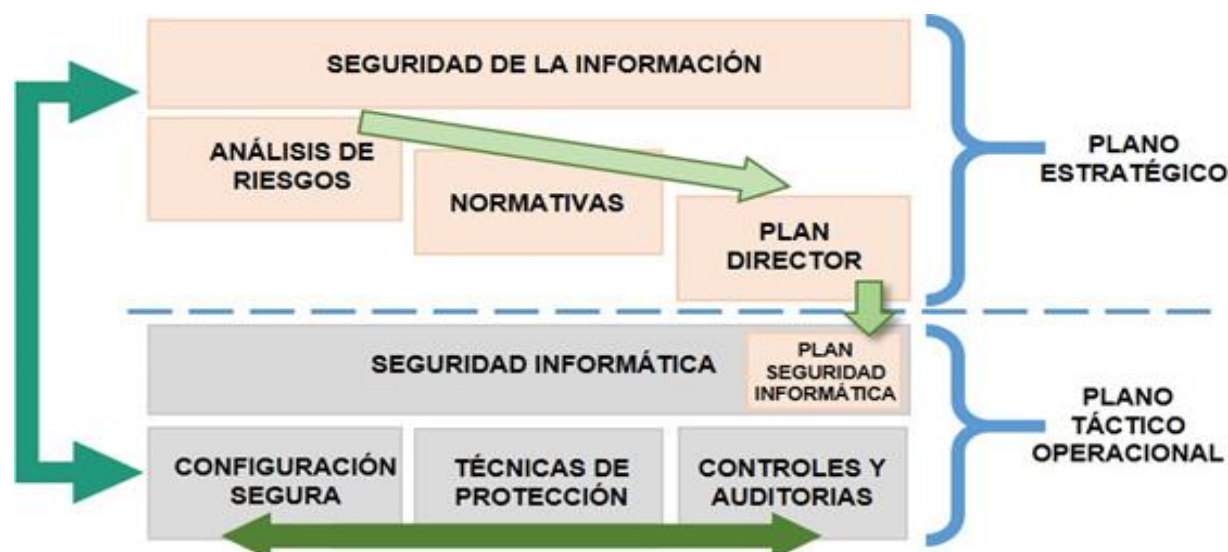 SEGURIDAD DE LA INFORMACIÓN
ANÁLISIS DE
RIESGOS
NORMATIVAS
PLAN
DIRECTOR
PLANO
ESTRATÉGICO
SEGURIDAD INFORMÁTICA
PLAN
SEGURIDAD
INFORMÁTICA
PLANO
TÁCTICO
OPERACIONAL
CONFIGURACIÓN
SEGURA
TÉCNICAS DE
PROTECCIÓN
CONTROLES Y
AUDITORIAS